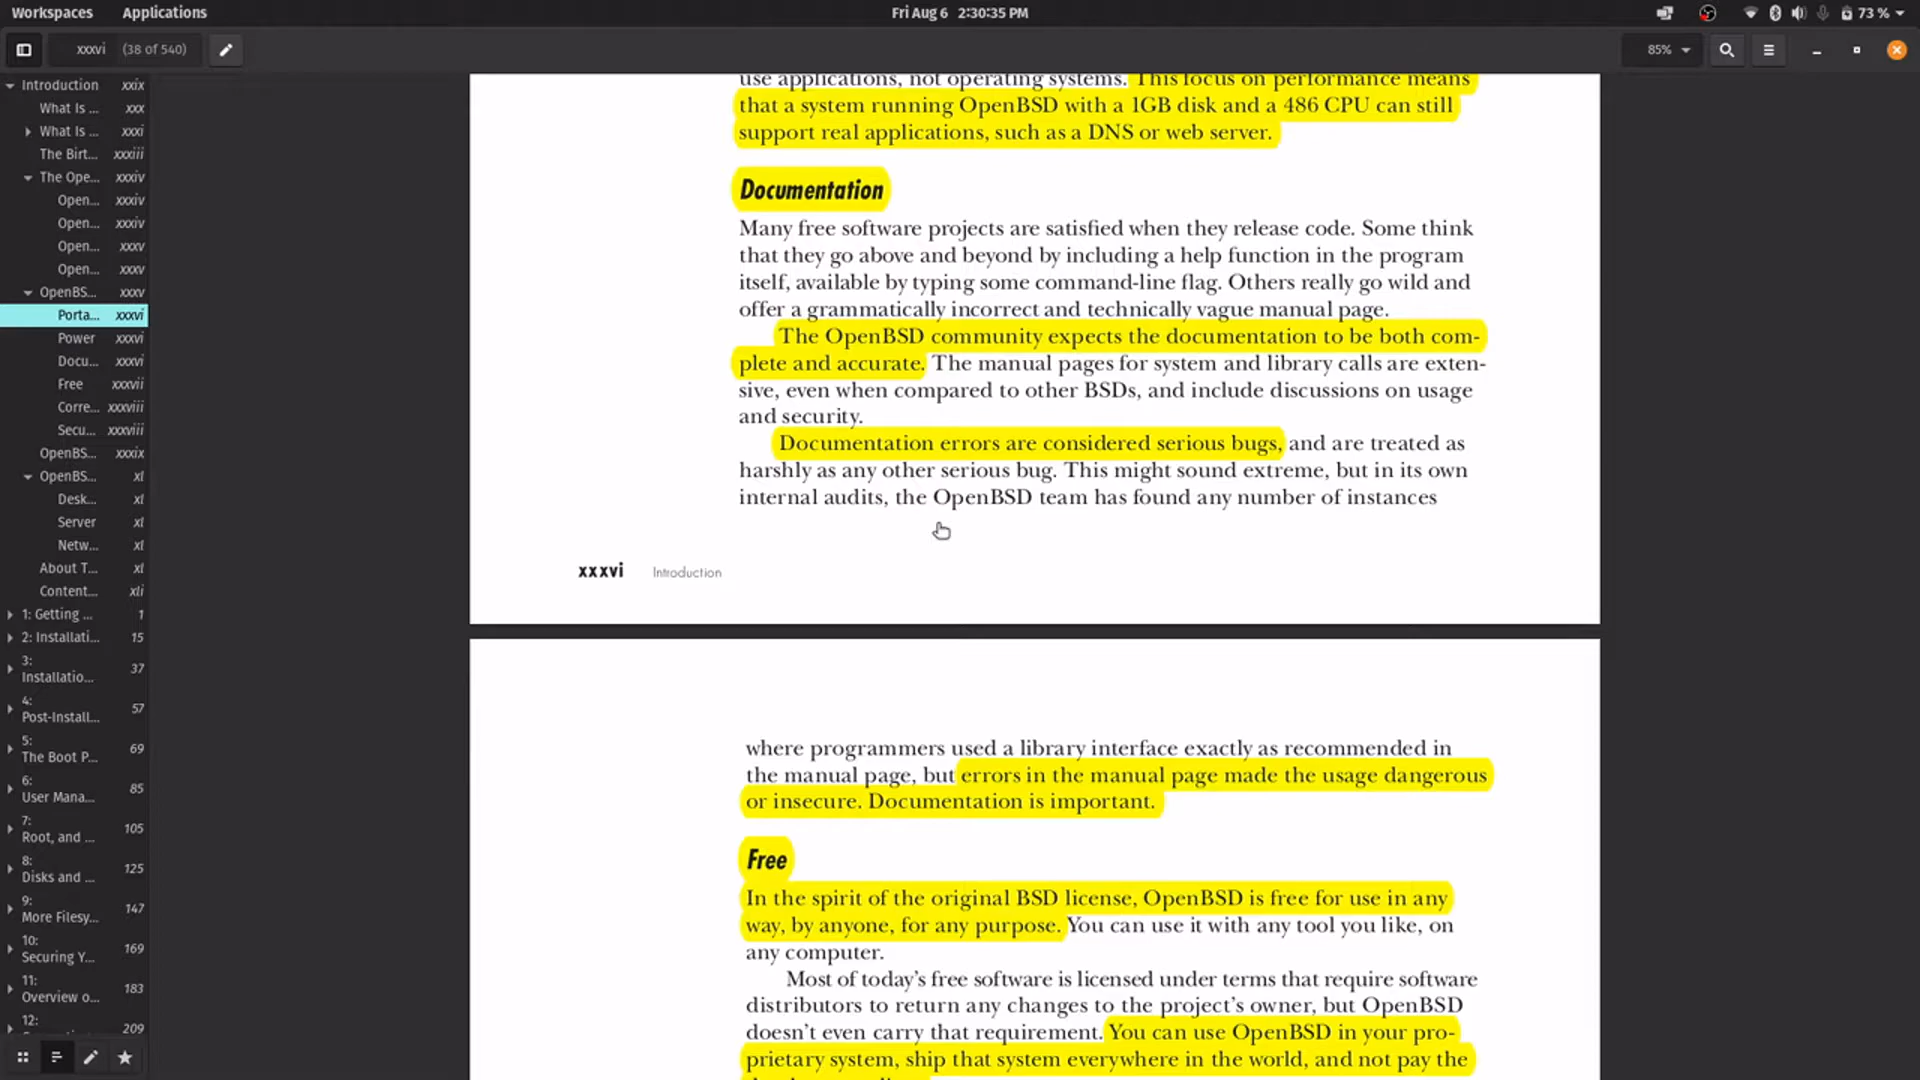 Workspaces Applications Fri Aug 6 2:30:35 PM 73 %
xxxvi (38 of 540) 85%
Introduction xxix
What Is ... xxx
What Is ... xxxi
The Birt... xxxiii
The Ope... xxxiv
Open... xxxiv
Open... xxxiv
Open... xxxv
Open... xxxv
OpenBS... xxxv
Porta... xxxvi
Power xxxvi
Docu... xxxvi
Free xxxvii
Corre... xxxviii
Secu... xxxviii
OpenBS... xxxix
OpenBS... xl
Desk... xl
Server xl
Netw... xl
About T... xl
Content... xli
1: Getting ... 1
2: Installati... 15
3:
Installatio... 37
4:
Post-Install... 57
5:
The Boot P... 69
6:
User Mana... 85
7:
Root, and ... 105
8:
Disks and ... 125
9:
More Filesy... 147
10:
Securing Y... 169
11:
Overview o... 183
12:
209
use applications, not operating systems. This focus on performance means
that a system running OpenBSD with a 1GB disk and a 486 CPU can still
support real applications, such as a DNS or web server.
Documentation
Many free software projects are satisfied when they release code. Some think
that they go above and beyond by including a help function in the program
itself, available by typing some command-line flag. Others really go wild and
offer a grammatically incorrect and technically vague manual page.
The OpenBSD community expects the documentation to be both com-
plete and accurate. The manual pages for system and library calls are exten-
sive, even when compared to other BSDs, and include discussions on usage
and security.
Documentation errors are considered serious bugs, and are treated as
harshly as any other serious bug. This might sound extreme, but in its own
internal audits, the OpenBSD team has found any number of instances
xxxvi Introduction
where programmers used a library interface exactly as recommended in
the manual page, but errors in the manual page made the usage dangerous
or insecure. Documentation is important.
Free
In the spirit of the original BSD license, OpenBSD is free for use in any
way, by anyone, for any purpose. You can use it with any tool you like, on
any computer.
Most of today's free software is licensed under terms that require software
distributors to return any changes to the project's owner, but OpenBSD
doesn't even carry that requirement. You can use OpenBSD in your pro-
prietary system, ship that system everywhere in the world, and not pay the